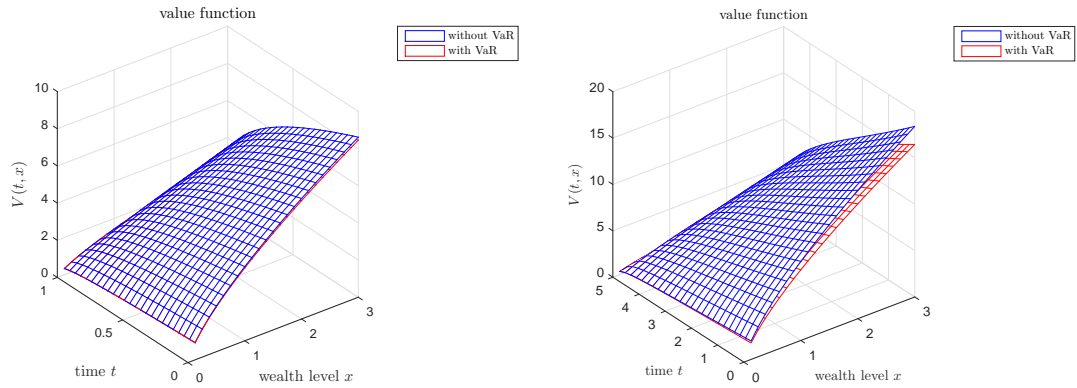 value function
without VaR
with VaR
10
8
6
4
2
0
V(t, x)
1
0.5
0
time t
0
1
2
3
wealth level x
value function
without VaR
with VaR
20
15
10
5
0
V(t, x)
5
4
3
2
1
0
time t
0
1
2
3
wealth level x